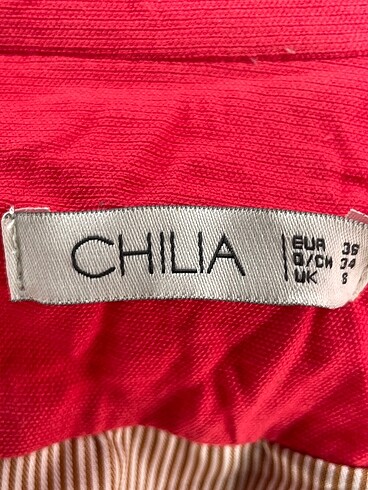 CHILIA
EUR 36
D/CH 34
UK 8